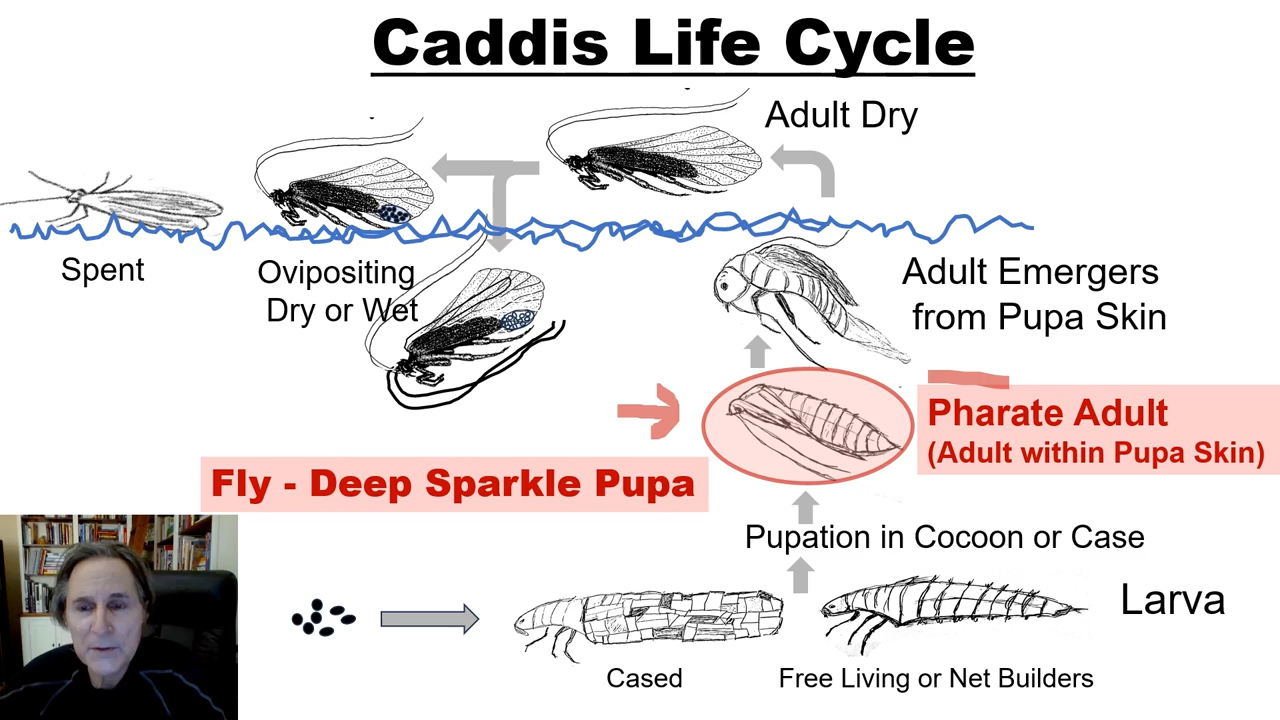 Caddis Life Cycle
Adult Dry
Spent
Ovipositing
Dry or Wet
Adult Emergers
from Pupa Skin
Pharate Adult
(Adult within Pupa Skin)
Fly - Deep Sparkle Pupa
Pupation in Cocoon or Case
Larva
Cased
Free Living or Net Builders